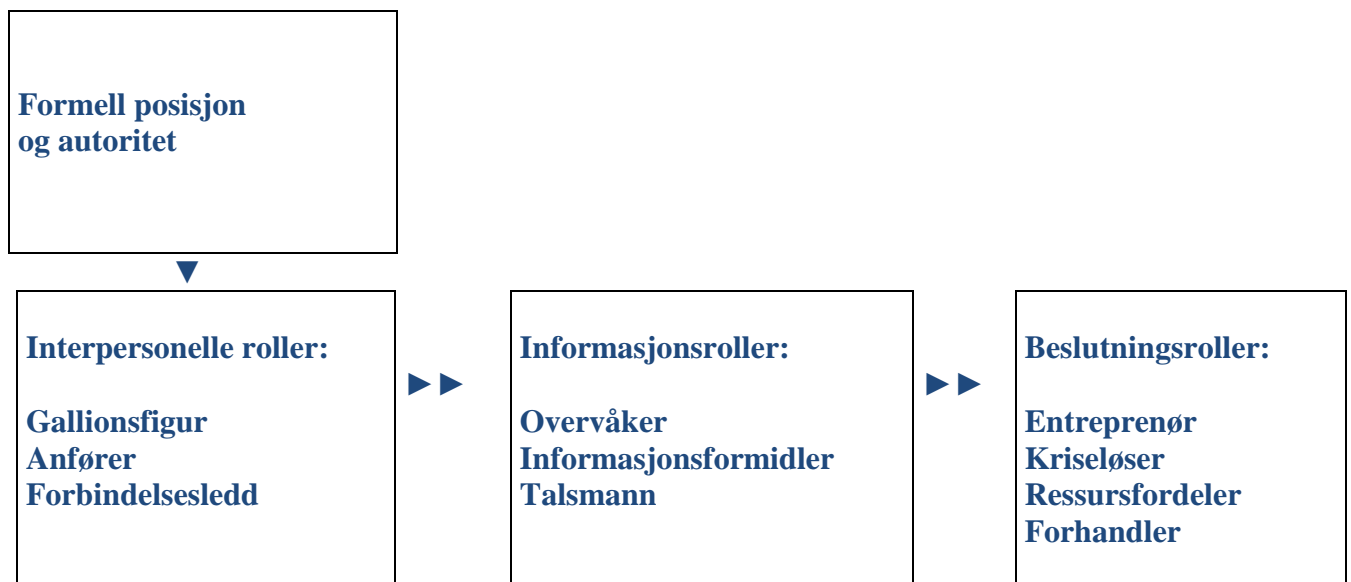 Formell posisjon
og autoritet
Interpersonelle roller:
Gallionsfigur
Anfører
Forbindelsesledd
Informasjonsroller:
Overvåker
Informasjonsformidler
Talsmann
Beslutningsroller:
Entreprenør
Kriseløser
Ressursfordeler
Forhandler